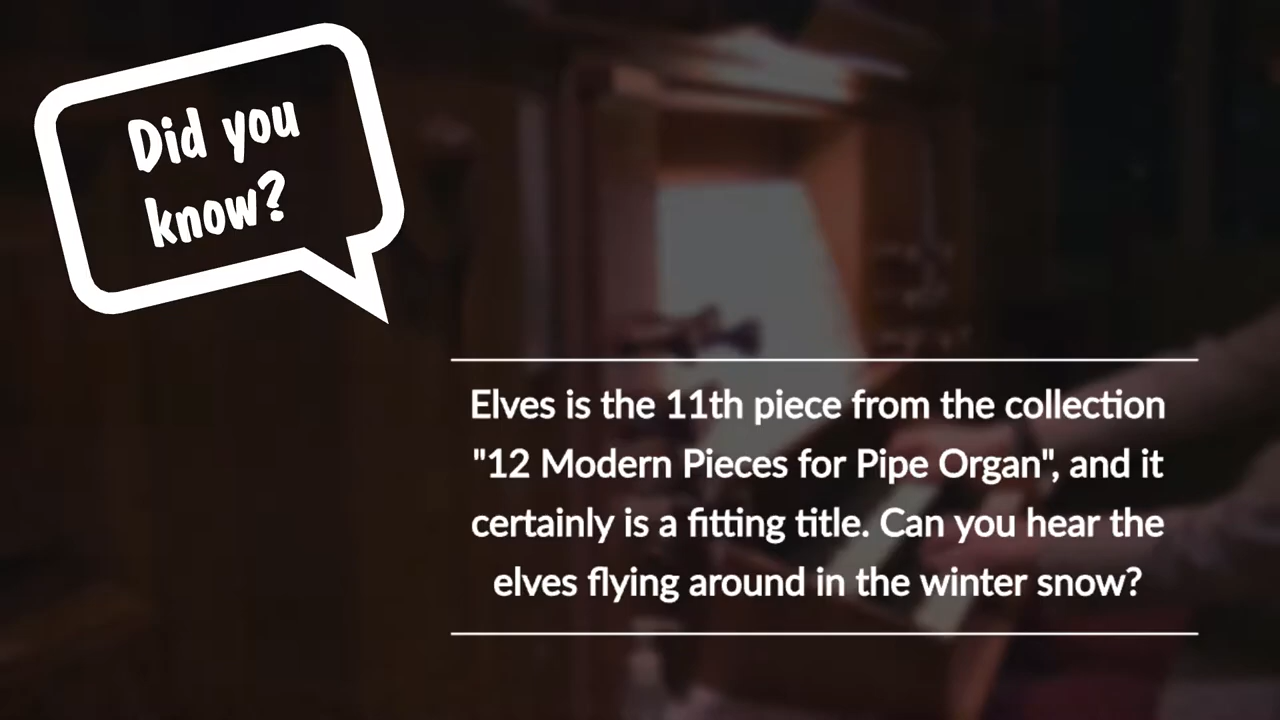 Did you
know?
Elves is the 11th piece from the collection
"12 Modern Pieces for Pipe Organ", and it
certainly is a fitting title. Can you hear the
elves flying around in the winter snow?